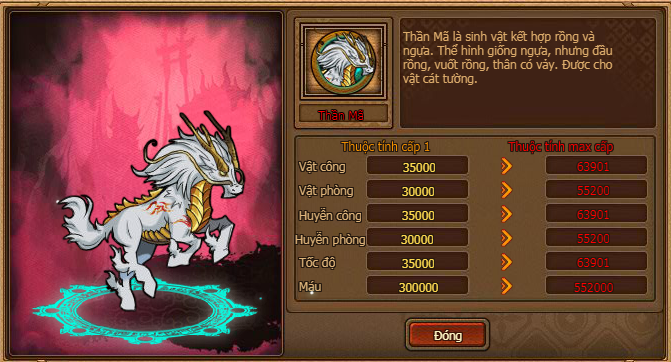 Thần Mã là sinh vật kết hợp rồng và
ngựa. Thể hình giống ngựa, nhưng đầu
rồng, vuốt rồng, thân có vảy. Được cho
vật cát tường.
Thần Mã
Thuộc tính cấp 1 Thuộc tính max cấp
Vật công 35000 63901
Vật phòng 30000 55200
Huyễn công 35000 63901
Huyễn phòng 30000 55200
Tốc độ 35000 63901
Máu 300000 552000
Đóng